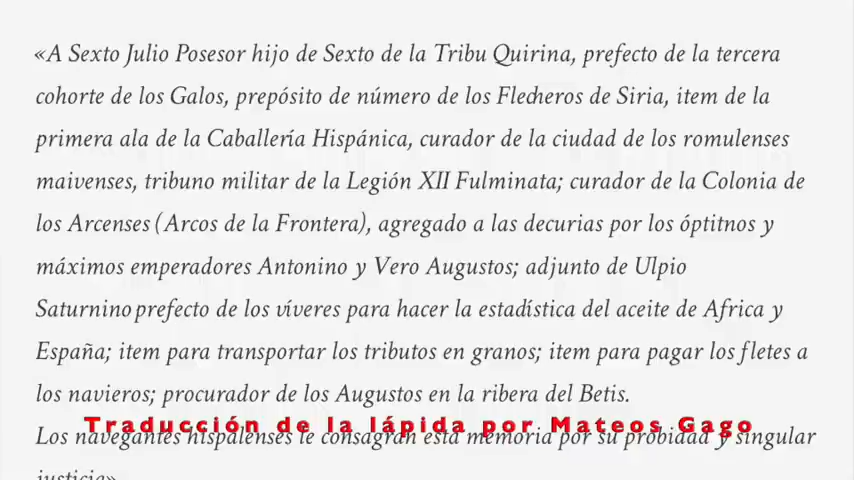 «A Sexto Julio Posesor hijo de Sexto de la Tribu Quirina, prefecto de la tercera
cohorte de los Galos, prepósito de número de los Flecheros de Siria, item de la
primera ala de la Caballería Hispánica, curador de la ciudad de los romulenses
maivenses, tribuno militar de la Legión XII Fulminata; curador de la Colonia de
los Arcenses (Arcos de la Frontera), agregado a las decurias por los óptitnos y
máximos emperadores Antonino y Vero Augustos; adjunto de Ulpio
Saturnino prefecto de los víveres para hacer la estadística del aceite de Africa y
España; item para transportar los tributos en granos; item para pagar los fletes a
los navieros; procurador de los Augustos en la ribera del Betis.
Traducción de la lápida por Mateos Gago
Los navegantes hispalenses le consagran esta memoria por su probidad y singular
justicia»